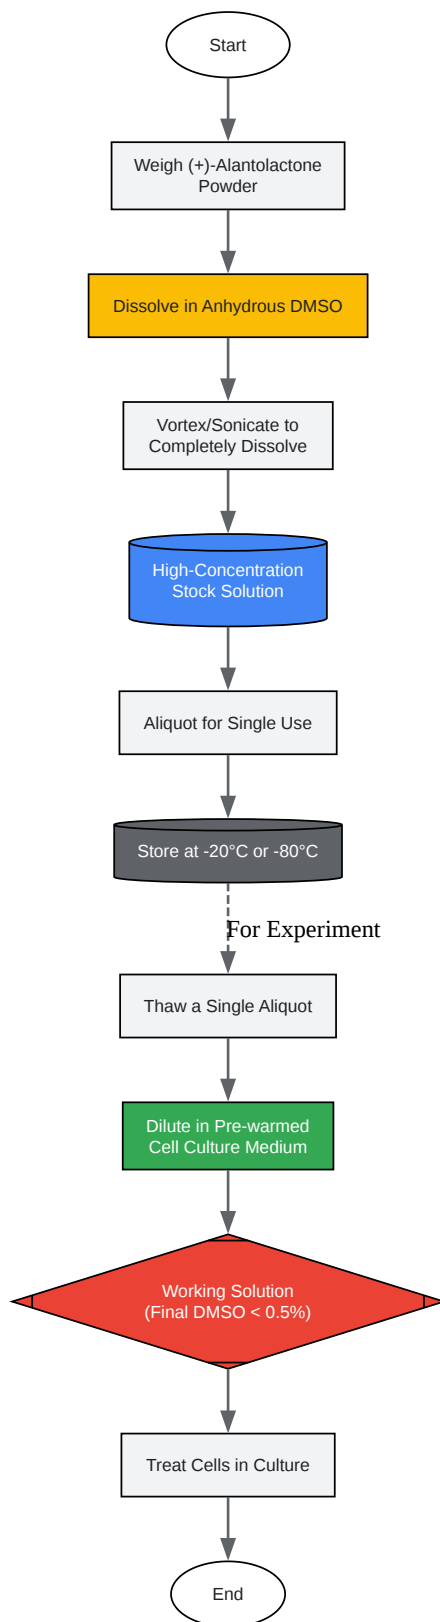 Start
Weigh (+)-Alantolactone
Powder
Dissolve in Anhydrous DMSO
Vortex/Sonicate to
Completely Dissolve
High-Concentration
Stock Solution
Aliquot for Single Use
Store at -20°C or -80°C
For Experiment
Thaw a Single Aliquot
Dilute in Pre-warmed
Cell Culture Medium
Working Solution
(Final DMSO < 0.5%)
Treat Cells in Culture
End